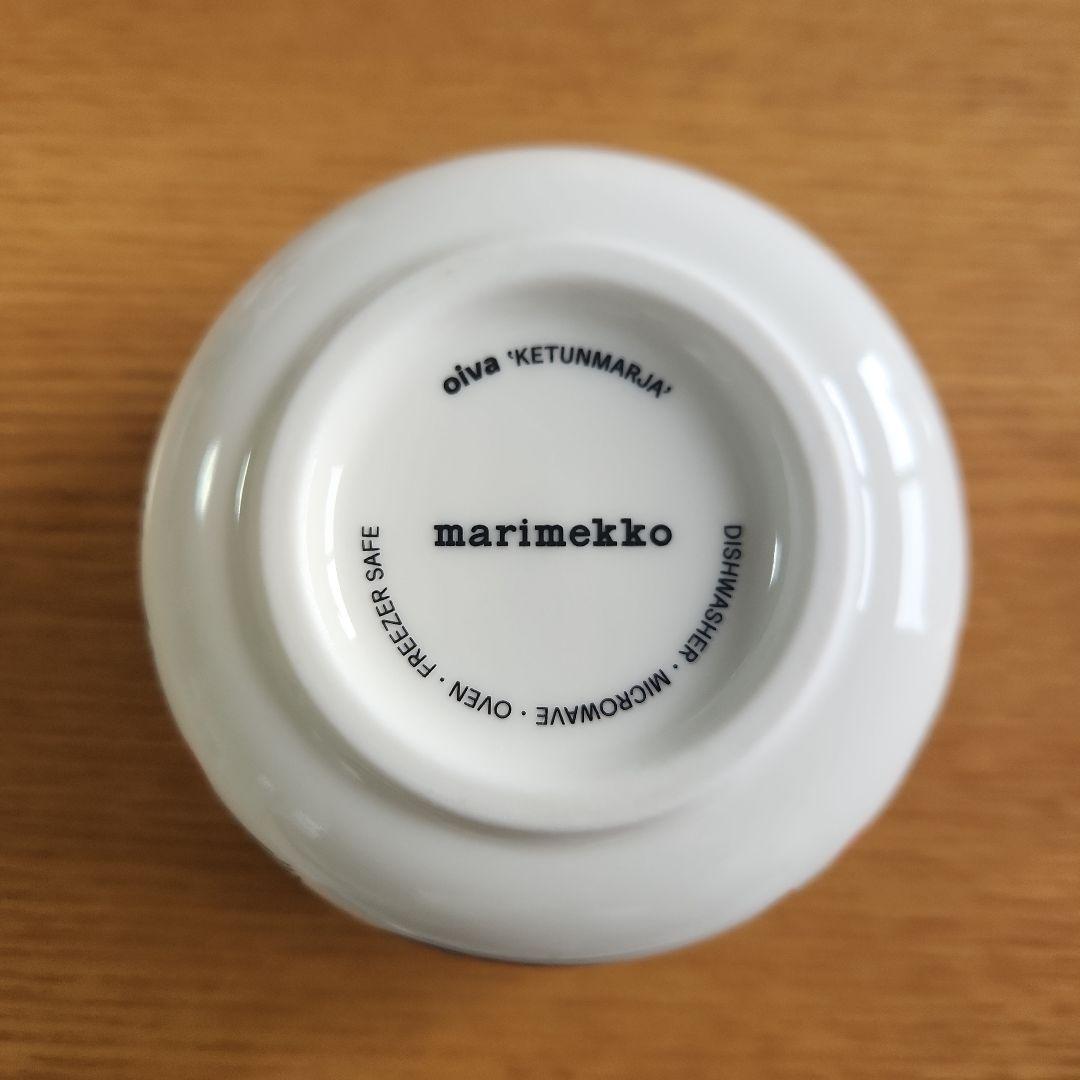 oiva ‘KETUNMARJA’
marimekko
DISHWASHER · MICROWAVE · OVEN · FREEZER SAFE